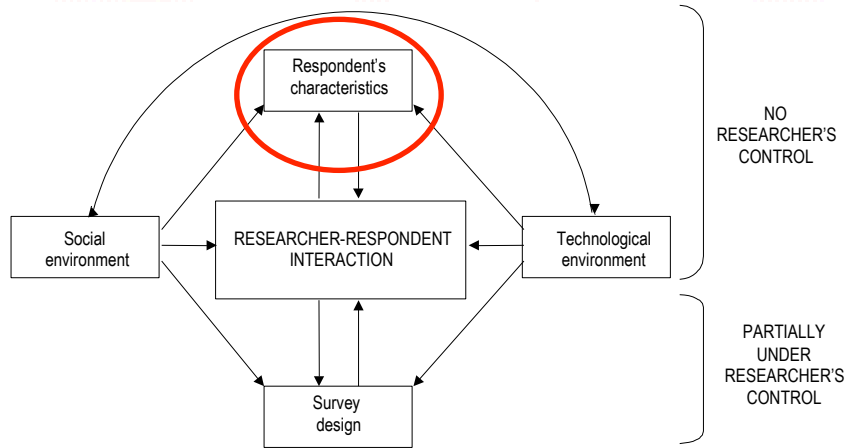 Respondent's
characteristics
NO
RESEARCHER'S
CONTROL
Social
environment
RESEARCHER-RESPONDENT
INTERACTION
Technological
environment
PARTIALLY
UNDER
RESEARCHER'S
CONTROL
Survey
design